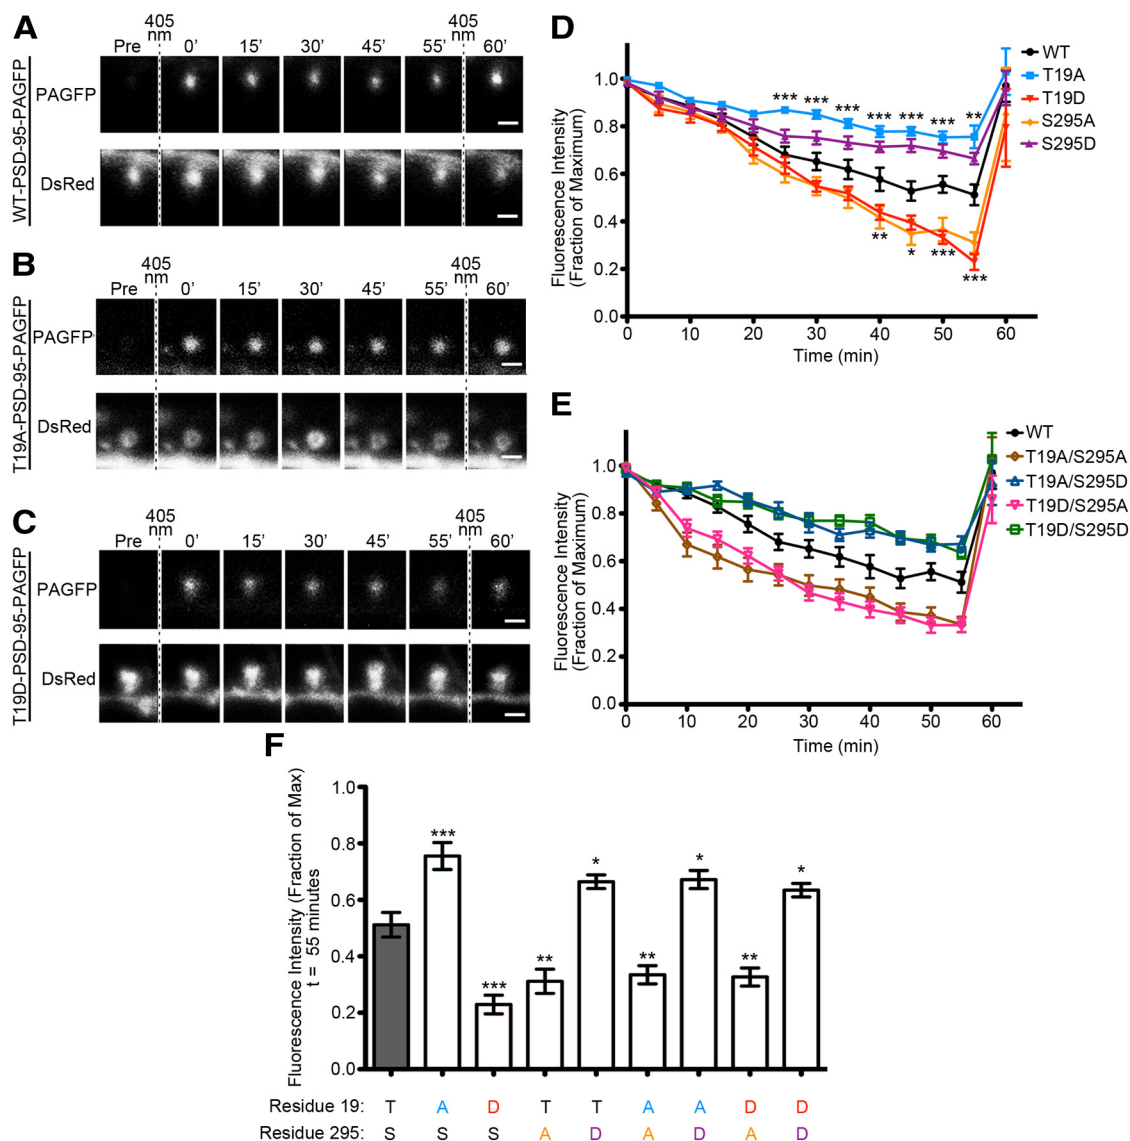 A
405
nm
Pre 0’ 15’ 30’ 45’ 55’ 60’
WT-PSD-95-PAGFP
PAGFP
DsRed
B
405
nm
405
nm
Pre 0’ 15’ 30’ 45’ 55’ 60’
T19A-PSD-95-PAGFP
PAGFP
DsRed
C
405
nm
405
nm
Pre 0’ 15’ 30’ 45’ 55’ 60’
T19D-PSD-95-PAGFP
PAGFP
DsRed
405
nm
D
Fluorescence Intensity
(Fraction of Maximum)
1.0
0.8
0.6
0.4
0.2
0.0
0 10 20 30 40 50 60
Time (min)
WT
T19A
T19D
S295A
S295D
*** *** *** *** *** *** **
** * *** ***
E
Fluorescence Intensity
(Fraction of Maximum)
1.0
0.8
0.6
0.4
0.2
0.0
0 10 20 30 40 50 60
Time (min)
WT
T19A/S295A
T19A/S295D
T19D/S295A
T19D/S295D
F
Fluorescence Intensity (Fraction of Max)
t = 55 minutes
1.0
0.8
0.6
0.4
0.2
0.0
*** *** ** * ** * ** *
Residue 19: T A D T T A A D D
Residue 295: S S S A D A D A D